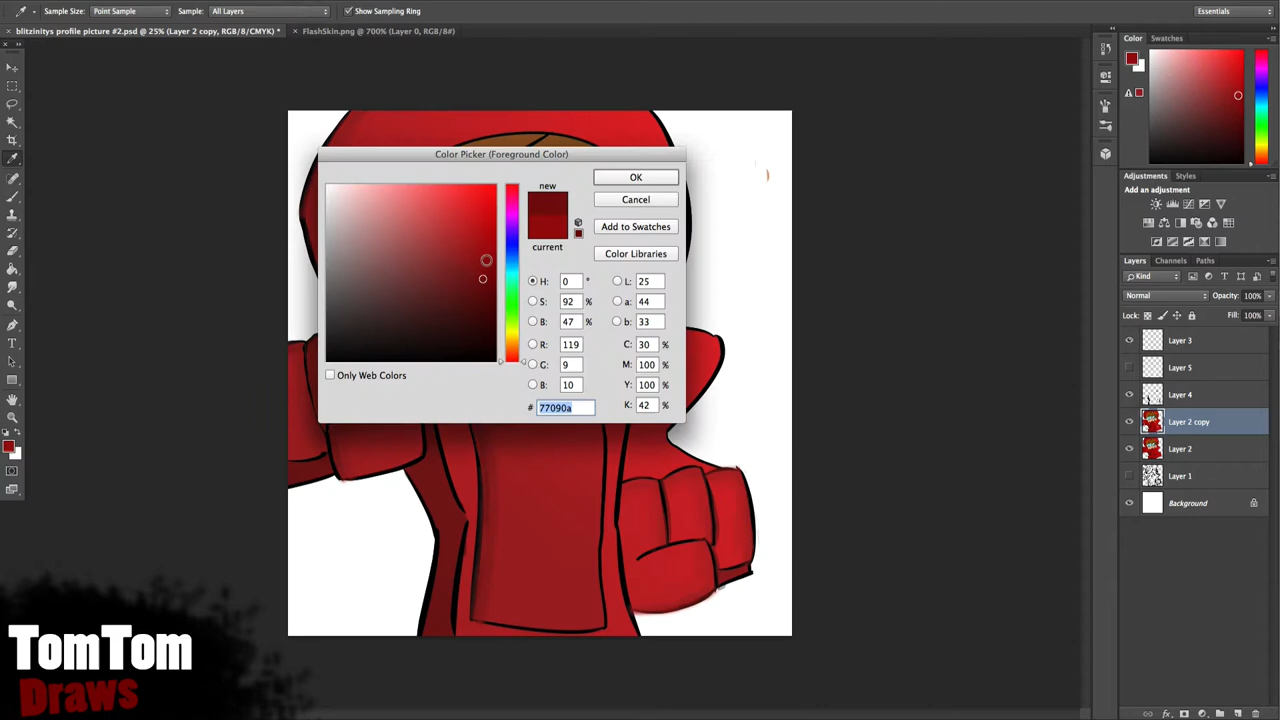 Sample Size: Point Sample Sample: All Layers Show Sampling Ring Essentials
blitzinitys profile picture #2.psd @ 25% (Layer 2 copy, RGB/8/CMYK) * FlashSkin.png @ 700% (Layer 0, RGB/8#)
Color Swatches
Color Picker (Foreground Color)
new
current
OK
Cancel
Add to Swatches
Color Libraries
H: 0 ° L: 25
S: 92 % a: 44
B: 47 % b: 33
R: 119 C: 30 %
G: 9 M: 100 %
B: 10 Y: 100 %
# 77090a K: 42 %
Only Web Colors
Adjustments Styles
Add an adjustment
Layers Channels Paths
Kind
Normal Opacity: 100%
Lock: Fill: 100%
Layer 3
Layer 5
Layer 4
Layer 2 copy
Layer 2
Layer 1
Background
TomTom
Draws